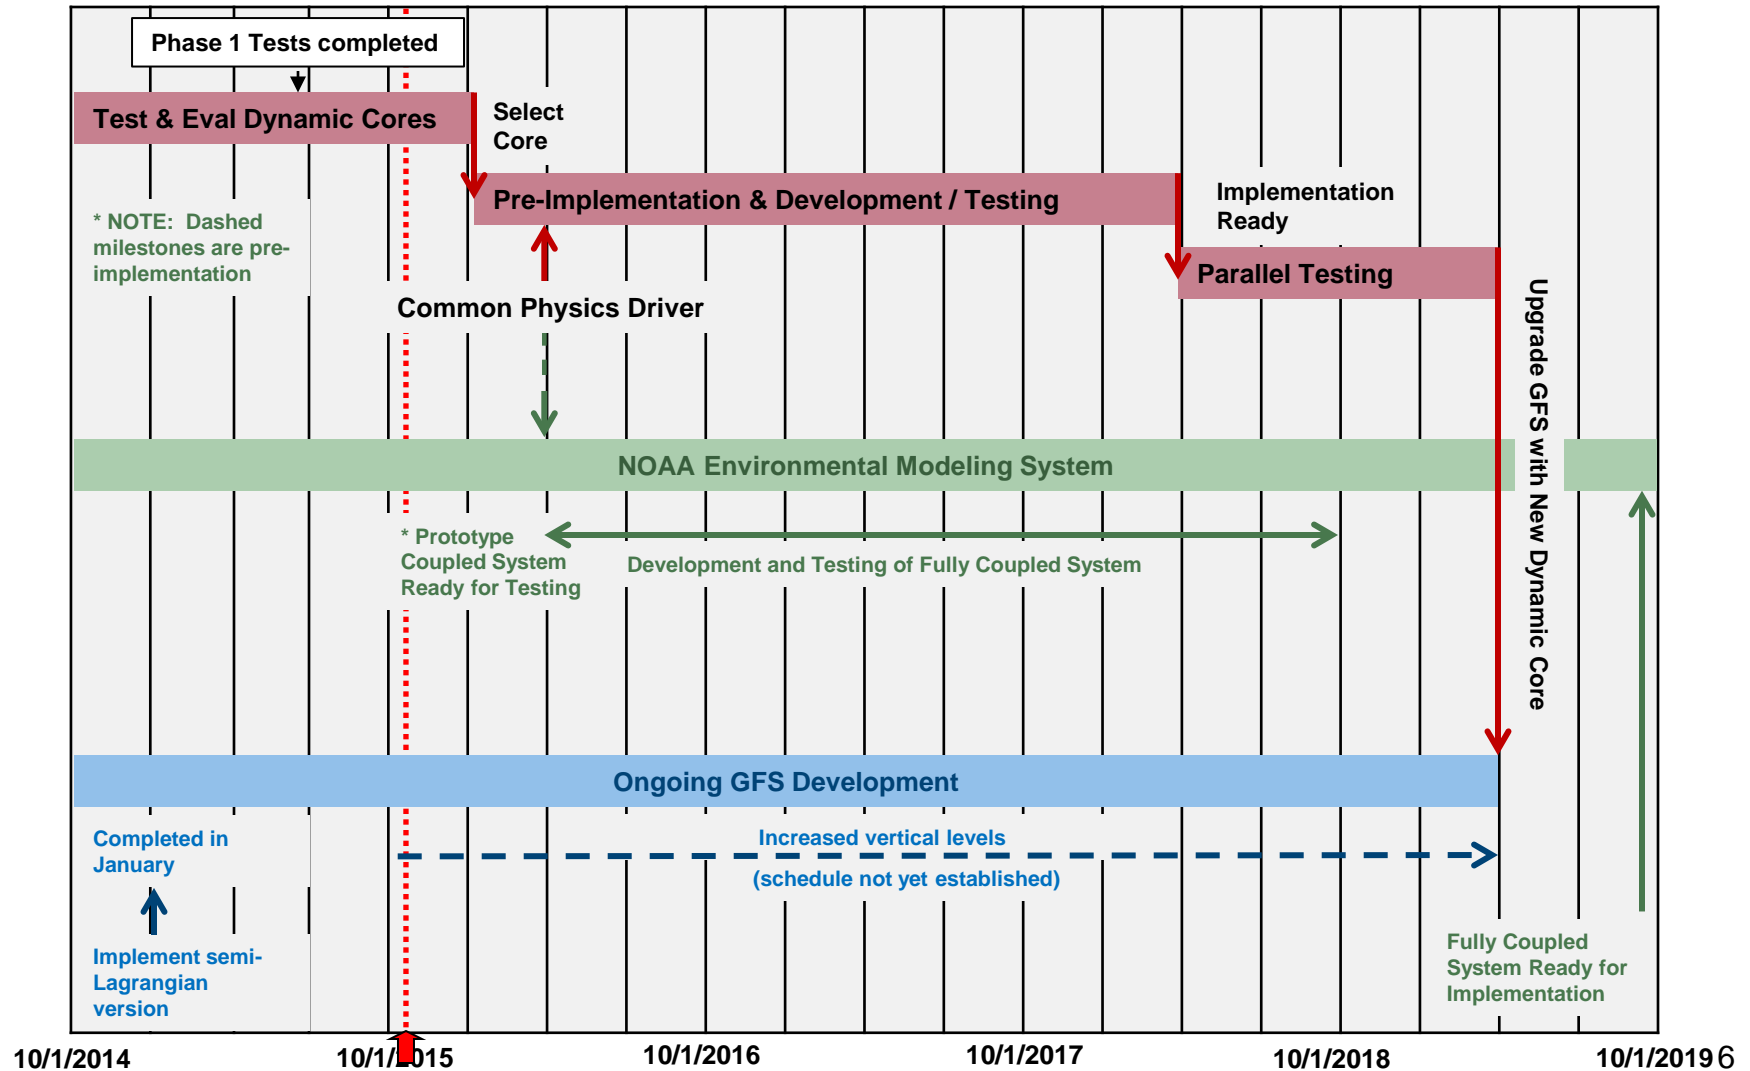 Phase 1 Tests completed
Test & Eval Dynamic Cores
Select
Core
Pre-Implementation & Development / Testing
Implementation
Ready
* NOTE: Dashed
milestones are pre-
implementation
Parallel Testing
Common Physics Driver
Upgrade GFS with New Dynamic Core
NOAA Environmental Modeling System
* Prototype
Coupled System
Ready for Testing
Development and Testing of Fully Coupled System
Ongoing GFS Development
Completed in
January
Increased vertical levels
(schedule not yet established)
Implement semi-
Lagrangian
version
Fully Coupled
System Ready for
Implementation
10/1/2014
10/1/2015
10/1/2016
10/1/2017
10/1/2018
10/1/2019
6